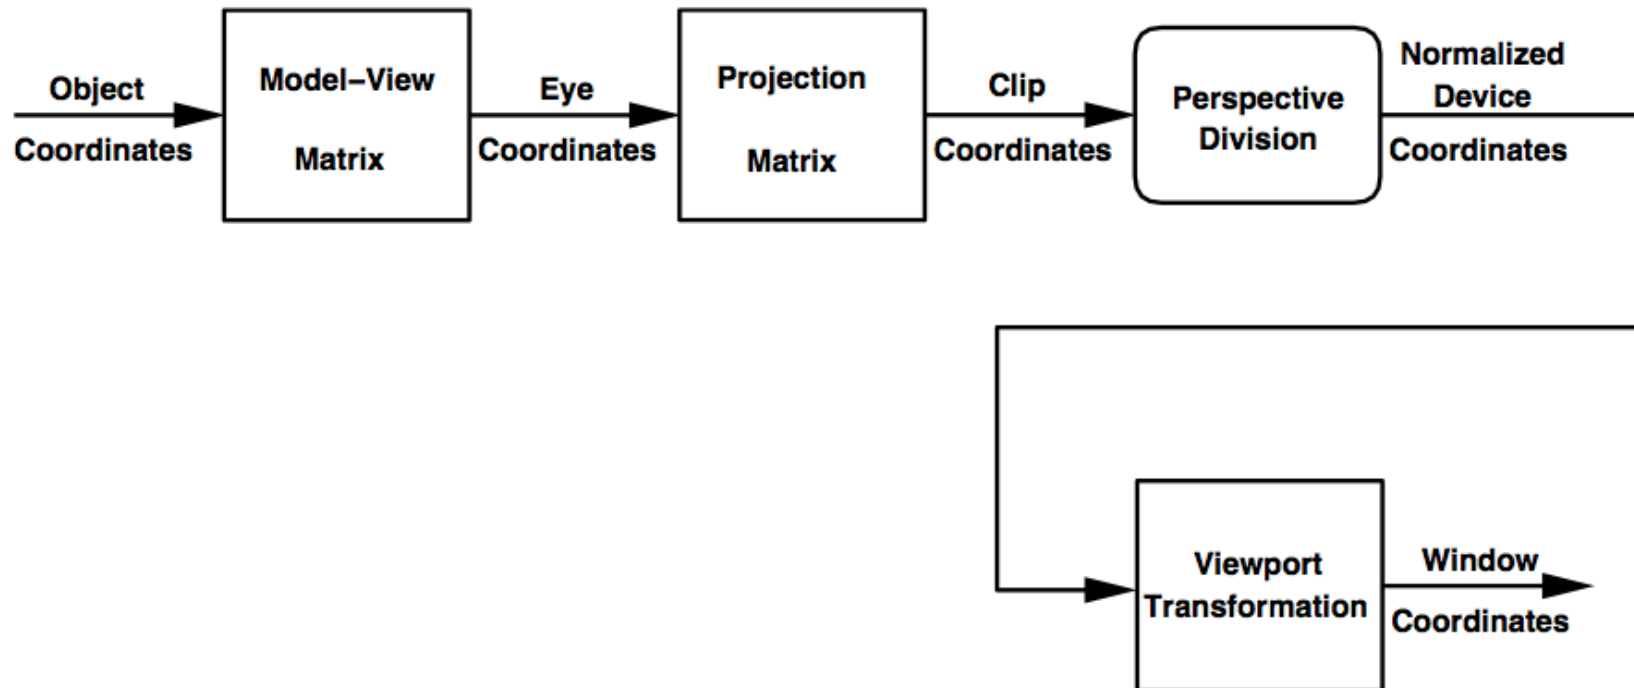 Object
Coordinates
Model−View
Matrix
Eye
Coordinates
Projection
Matrix
Clip
Coordinates
Perspective
Division
Normalized
Device
Coordinates
Viewport
Transformation
Window
Coordinates